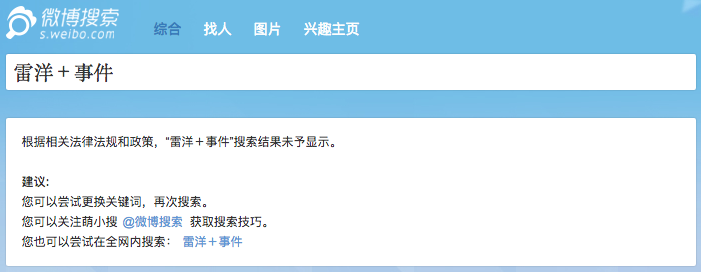 微博搜索
s.weibo.com
综合 找人 图片 兴趣主页
雷洋＋事件
根据相关法律法规和政策，“雷洋＋事件”搜索结果未予显示。
建议：
您可以尝试更换关键词，再次搜索。
您可以关注萌小搜 @微博搜索 获取搜索技巧。
您也可以尝试在全网内搜索： 雷洋＋事件